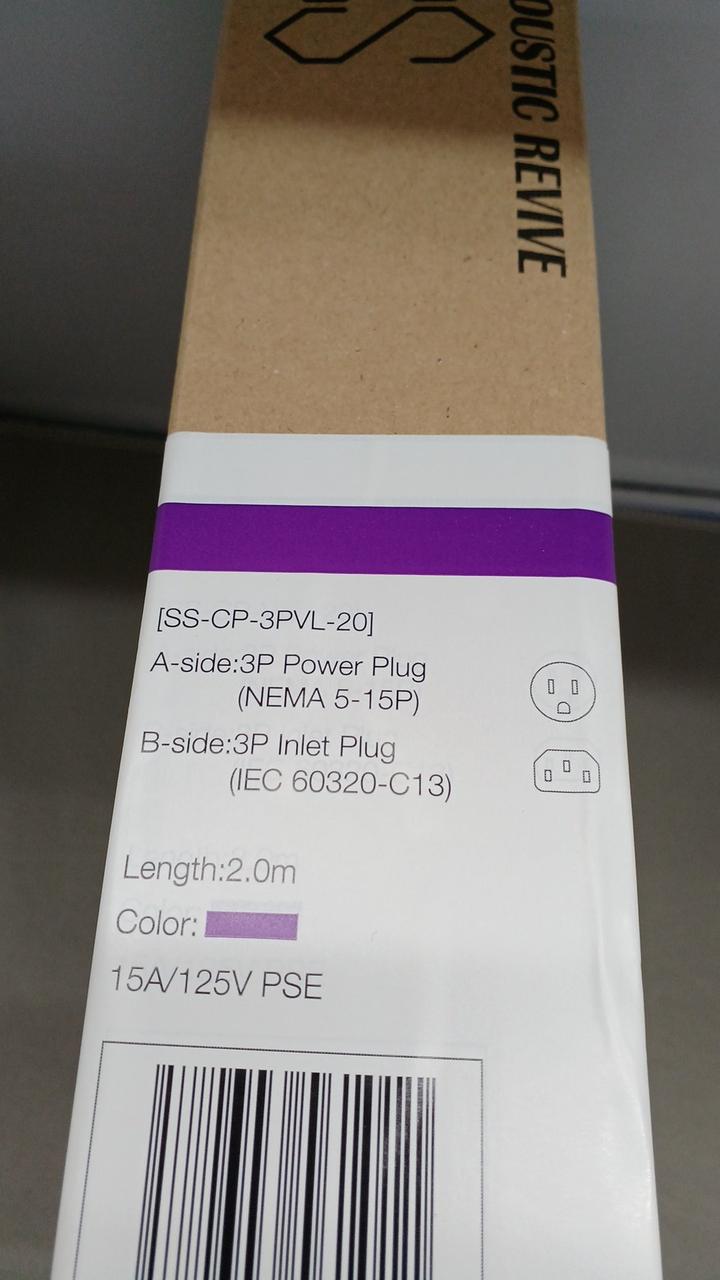 OUSTIC REVIVE
[SS-CP-3PVL-20]
A-side:3P Power Plug
(NEMA 5-15P)
B-side:3P Inlet Plug
(IEC 60320-C13)
Length:2.0m
Color:
15A/125V PSE